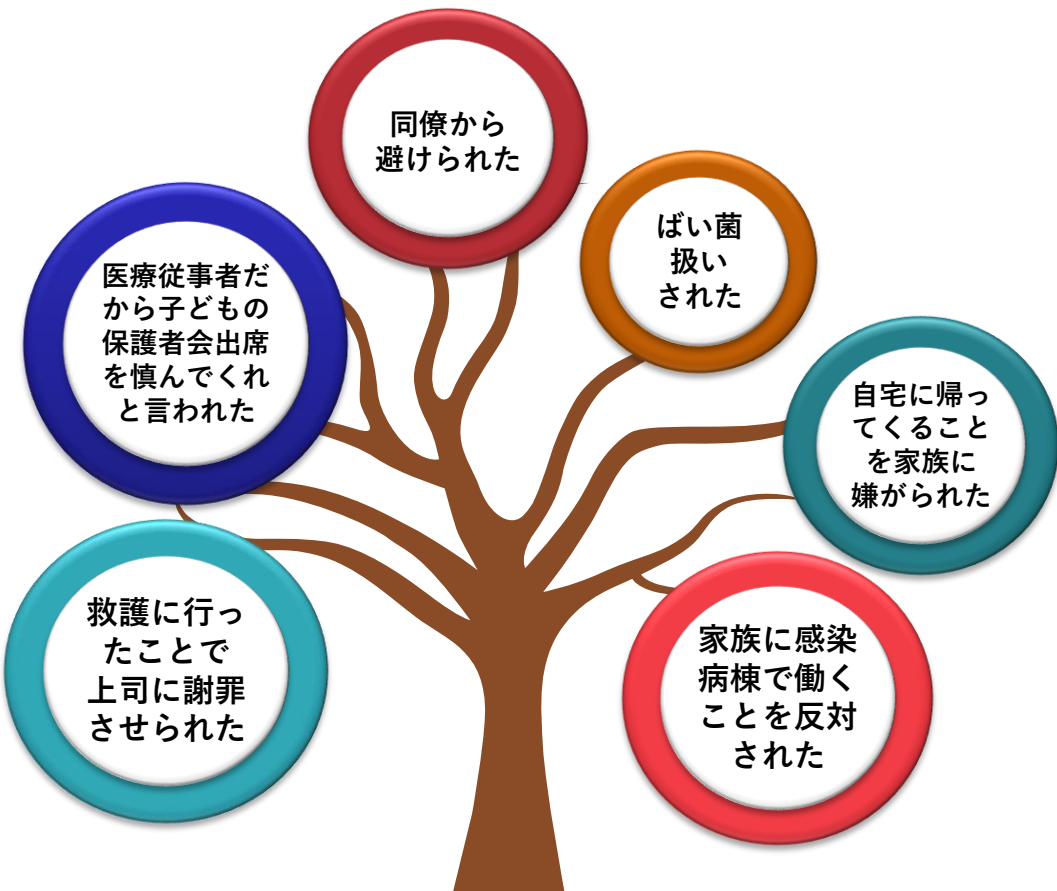 同僚から
避けられた
ばい菌
扱い
された
医療従事者だ
から子どもの
保護者会出席
を慎んでくれ
と言われた
自宅に帰っ
てくること
を家族に
嫌がられた
救護に行っ
たことで
上司に謝罪
させられた
家族に感染
病棟で働く
ことを反対
された